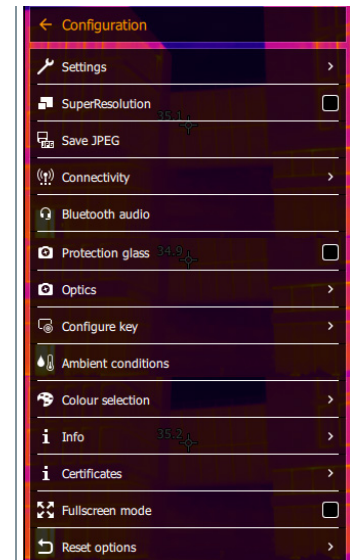 Configuration
Settings
SuperResolution
35.1
Save JPEG
Connectivity
Bluetooth audio
Protection glass
34.9
Optics
Configure key
Ambient conditions
Colour selection
Info
35.2
Certificates
Fullscreen mode
Reset options